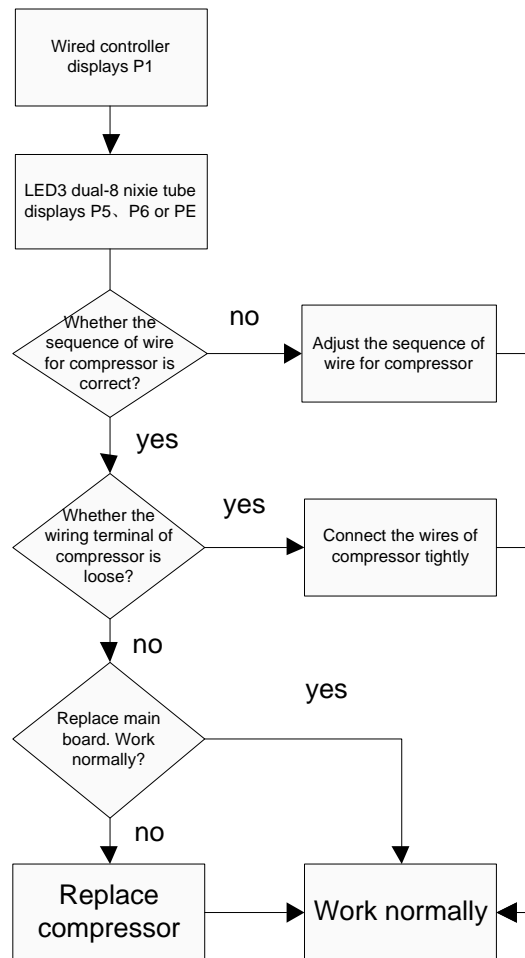 Wired controller
displays P1
LED3 dual-8 nixie tube
displays P5、P6 or PE
Whether the
sequence of wire
for compressor is
correct?
no
Adjust the sequence of
wire for compressor
yes
Whether the
wiring terminal of
compressor is
loose?
yes
Connect the wires of
compressor tightly
no
Replace main
board. Work
normally?
yes
no
Replace
compressor
Work normally